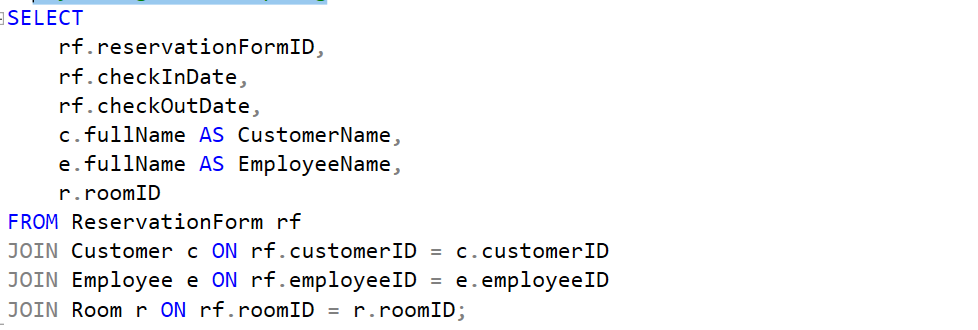 SELECT
    rf.reservationFormID,
    rf.checkInDate,
    rf.checkOutDate,
    c.fullName AS CustomerName,
    e.fullName AS EmployeeName,
    r.roomID
FROM ReservationForm rf
JOIN Customer c ON rf.customerID = c.customerID
JOIN Employee e ON rf.employeeID = e.employeeID
JOIN Room r ON rf.roomID = r.roomID;